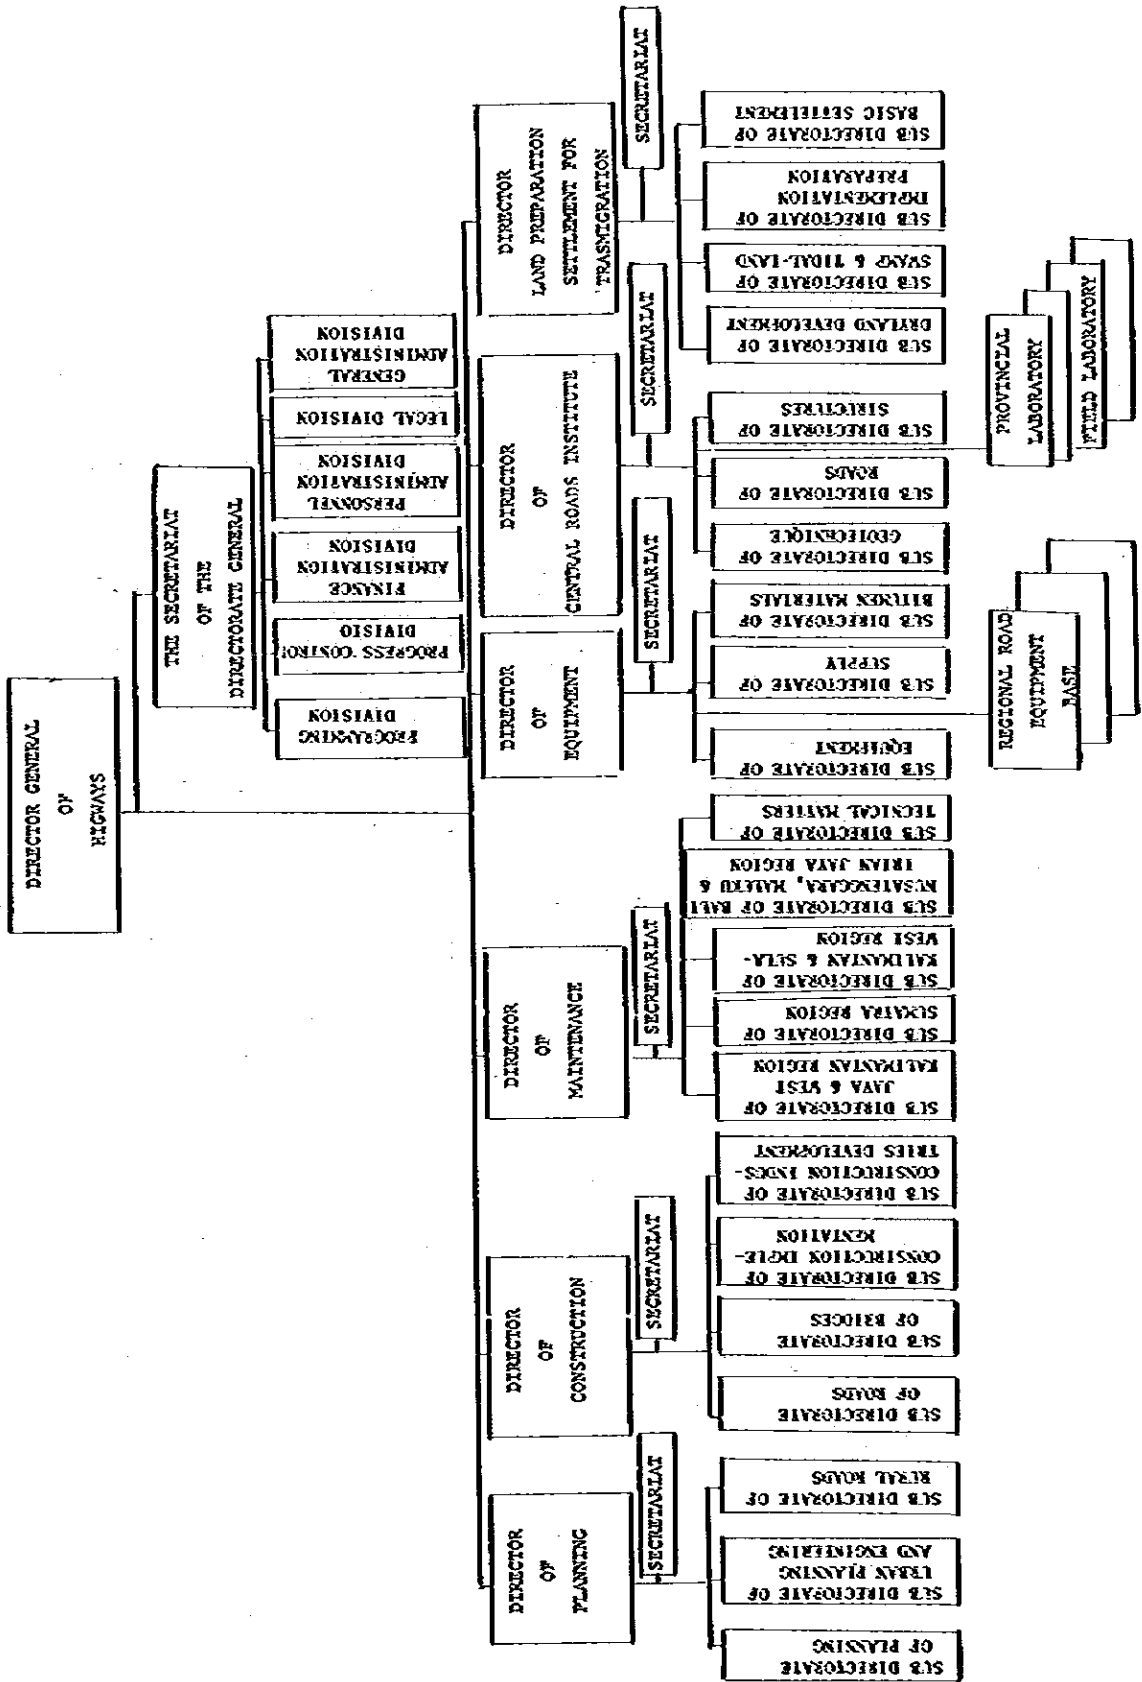 DIRECTOR GENERAL
OF
HIGWAYS
THE SECRETARIAT
OF THE
DIRECTORATE GENERAL
PROGRAMMING
DIVISION
PROGRESS CONTROL
DIVISIO
FINANCE
ADMINISTRATION
DIVISION
PERSONNEL
ADMINISTRATION
DIVISION
LEGAL DIVISION
GENERAL
ADMINISTRATION
DIVISION
DIRECTOR
OF
PLANNING
DIRECTOR
OF
CONSTRUCTION
DIRECTOR
OF
MAINTENANCE
DIRECTOR
OF
EQUIPMENT
DIRECTOR
OF
CENTRAL ROADS INSTITUTE
DIRECTOR
LAND PREPARATION
SETTLEMENT FOR
TRASMIGRATION
SECRETARIAT
SECRETARIAT
SECRETARIAT
SECRETARIAT
SECRETARIAT
SECRETARIAT
SUB DIRECTORATE
OF PLANNING
SUB DIRECTORATE OF
URBAN PLANNING
AND ENGINEERING
SUB DIRECTORATE OF
RURAL ROADS
SUB DIRECTORATE
OF ROADS
SUB DIRECTORATE
OF BRIDGES
SUB DIRECTORATE OF
CONSTRUCTION IMPLE-
MENTATION
SUB DIRECTORATE OF
CONSTRUCTION INDUS-
TRIES DEVELOPMENT
SUB DIRECTORATE OF
JAVA & WEST
KALIMANTAN REGION
SUB DIRECTORATE OF
SUMATRA REGION
SUB DIRECTORATE OF
KALIMANTAN & SULA-
WEST REGION
SUB DIRECTORATE OF BALI
NUSATENGGARA, MALUKU &
IRIAN JAYA REGION
SUB DIRECTORATE OF
TECNICAL MATTERS
SUB DIRECTORATE OF
EQUIPMENT
SUB DIRECTORATE OF
SUPPLY
SUB DIRECTORATE OF
BITUMEN MATERIALS
SUB DIRECTORATE OF
GEOTECHNIQUE
SUB DIRECTORATE OF
ROADS
SUB DIRECTORATE OF
STRUCTURES
SUB DIRECTORATE OF
DRYLAND DEVELOPMENT
SUB DIRECTORATE OF
SWAMP & TIDAL-LAND
SUB DIRECTORATE OF
IMPLEMENTATION
PREPARATION
SUB DIRECTORATE OF
BASIC SETTLEMENT
REGIONAL ROAD
EQUIPMENT
BASE
PROVINCIAL
LABORATORY
FIELD LABORATORY